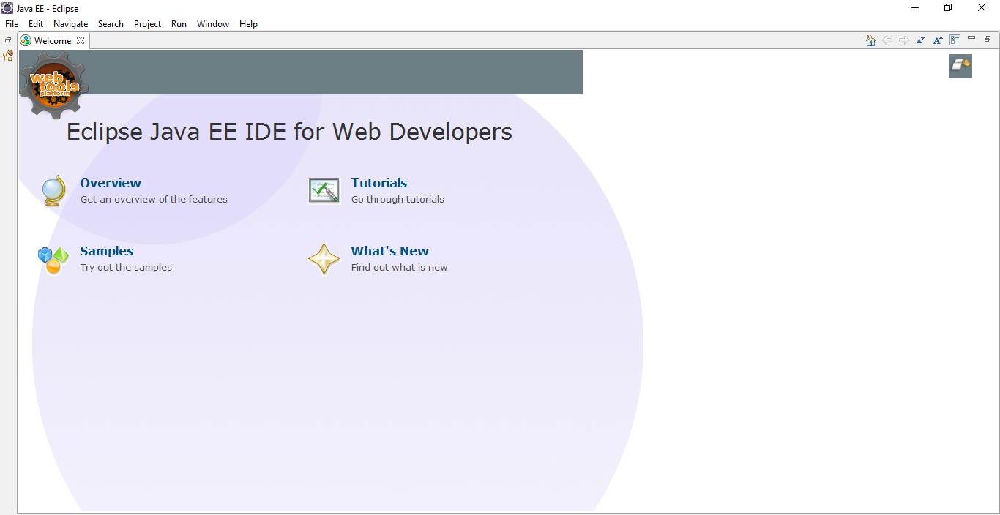 Java EE - Eclipse
File Edit Navigate Search Project Run Window Help
Welcome
A A
web
tools
platform
Eclipse Java EE IDE for Web Developers
Overview
Get an overview of the features
Tutorials
Go through tutorials
Samples
Try out the samples
What's New
Find out what is new